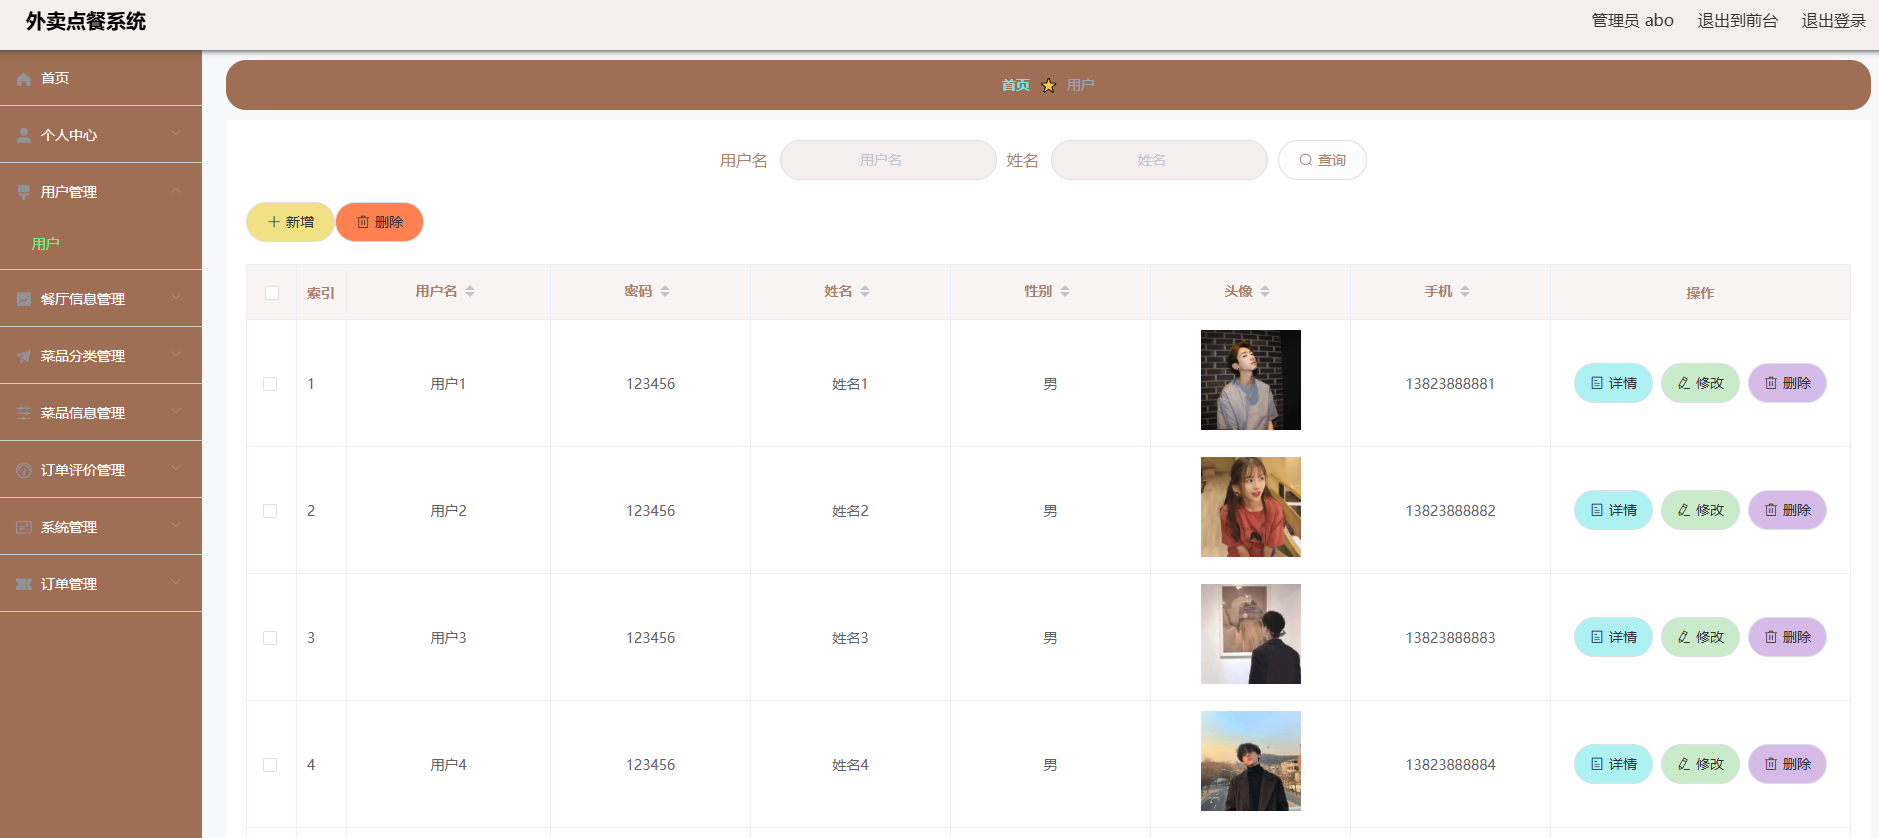 外卖点餐系统
管理员 abo 退出到前台 退出登录
首页
个人中心
用户管理
用户
餐厅信息管理
菜品分类管理
菜品信息管理
订单评价管理
系统管理
订单管理
首页 用户
用户名 用户名 姓名 姓名 查询
新增 删除
索引 用户名 密码 姓名 性别 头像 手机 操作
1 用户1 123456 姓名1 男 13823888881 详情 修改 删除
2 用户2 123456 姓名2 男 13823888882 详情 修改 删除
3 用户3 123456 姓名3 男 13823888883 详情 修改 删除
4 用户4 123456 姓名4 男 13823888884 详情 修改 删除